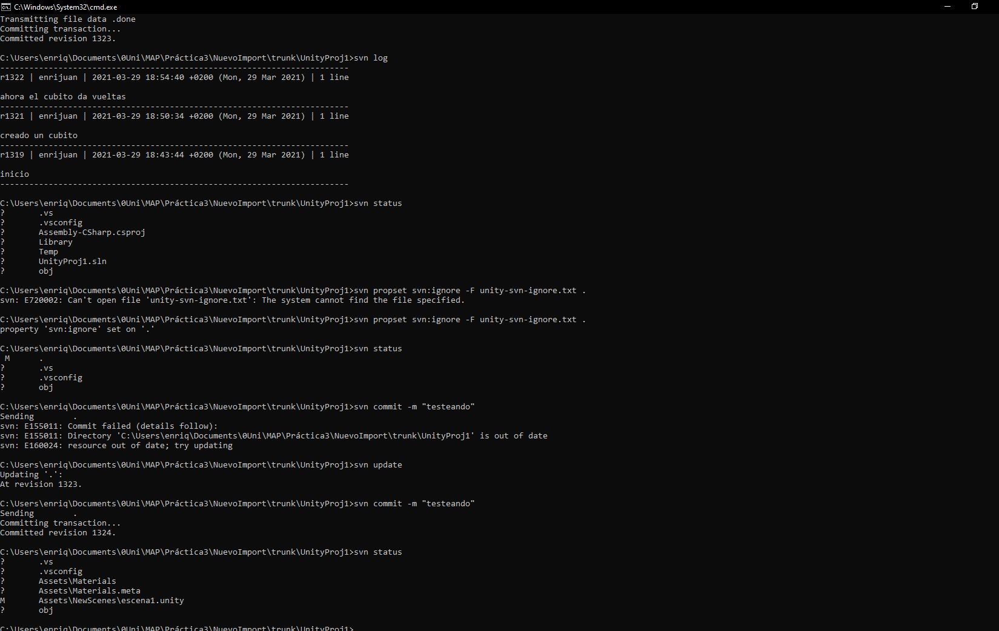 C:\Windows\System32\cmd.exe
Transmitting file data .done
Committing transaction...
Committed revision 1323.
C:\Users\enriq\Documents\0Uni\MAP\Práctica3\NuevoImport\trunk\UnityProj1>svn log
------------------------------------------------------------------------
r1322 | enrijuan | 2021-03-29 18:54:40 +0200 (Mon, 29 Mar 2021) | 1 line
ahora el cubito da vueltas
------------------------------------------------------------------------
r1321 | enrijuan | 2021-03-29 18:50:34 +0200 (Mon, 29 Mar 2021) | 1 line
creado un cubito
------------------------------------------------------------------------
r1319 | enrijuan | 2021-03-29 18:43:44 +0200 (Mon, 29 Mar 2021) | 1 line
inicio
------------------------------------------------------------------------
C:\Users\enriq\Documents\0Uni\MAP\Práctica3\NuevoImport\trunk\UnityProj1>svn status
?       .vs
?       .vsconfig
?       Assembly-CSharp.csproj
?       Library
?       Temp
?       UnityProj1.sln
?       obj
C:\Users\enriq\Documents\0Uni\MAP\Práctica3\NuevoImport\trunk\UnityProj1>svn propset svn:ignore -F unity-svn-ignore.txt .
svn: E720002: Can't open file 'unity-svn-ignore.txt': The system cannot find the file specified.
C:\Users\enriq\Documents\0Uni\MAP\Práctica3\NuevoImport\trunk\UnityProj1>svn propset svn:ignore -F unity-svn-ignore.txt .
property 'svn:ignore' set on '.'
C:\Users\enriq\Documents\0Uni\MAP\Práctica3\NuevoImport\trunk\UnityProj1>svn status
 M      .
?       .vs
?       .vsconfig
?       obj
C:\Users\enriq\Documents\0Uni\MAP\Práctica3\NuevoImport\trunk\UnityProj1>svn commit -m "testeando"
Sending        .
svn: E155011: Commit failed (details follow):
svn: E155011: Directory 'C:\Users\enriq\Documents\0Uni\MAP\Práctica3\NuevoImport\trunk\UnityProj1' is out of date
svn: E160024: resource out of date; try updating
C:\Users\enriq\Documents\0Uni\MAP\Práctica3\NuevoImport\trunk\UnityProj1>svn update
Updating '.':
At revision 1323.
C:\Users\enriq\Documents\0Uni\MAP\Práctica3\NuevoImport\trunk\UnityProj1>svn commit -m "testeando"
Sending        .
Committing transaction...
Committed revision 1324.
C:\Users\enriq\Documents\0Uni\MAP\Práctica3\NuevoImport\trunk\UnityProj1>svn status
?       .vs
?       .vsconfig
?       Assets\Materials
?       Assets\Materials.meta
M       Assets\NewScenes\escena1.unity
?       obj
C:\Users\enriq\Documents\0Uni\MAP\Práctica3\NuevoImport\trunk\UnityProj1>